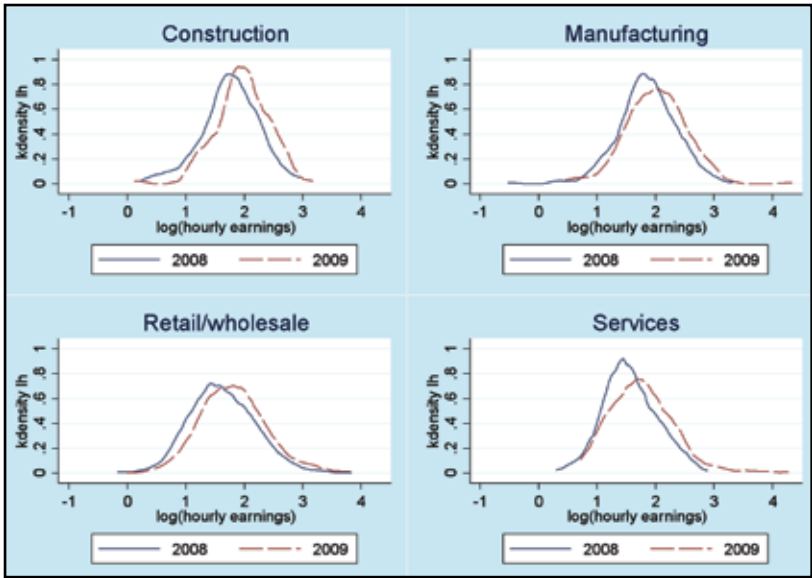 Construction
kdensity lh
0 .2 .4 .6 .8 1
-1 0 1 2 3 4
log(hourly earnings)
2008 2009
Manufacturing
kdensity lh
0 .2 .4 .6 .8 1
-1 0 1 2 3 4
log(hourly earnings)
2008 2009
Retail/wholesale
kdensity lh
0 .2 .4 .6 .8 1
-1 0 1 2 3 4
log(hourly earnings)
2008 2009
Services
kdensity lh
0 .2 .4 .6 .8 1
-1 0 1 2 3 4
log(hourly earnings)
2008 2009